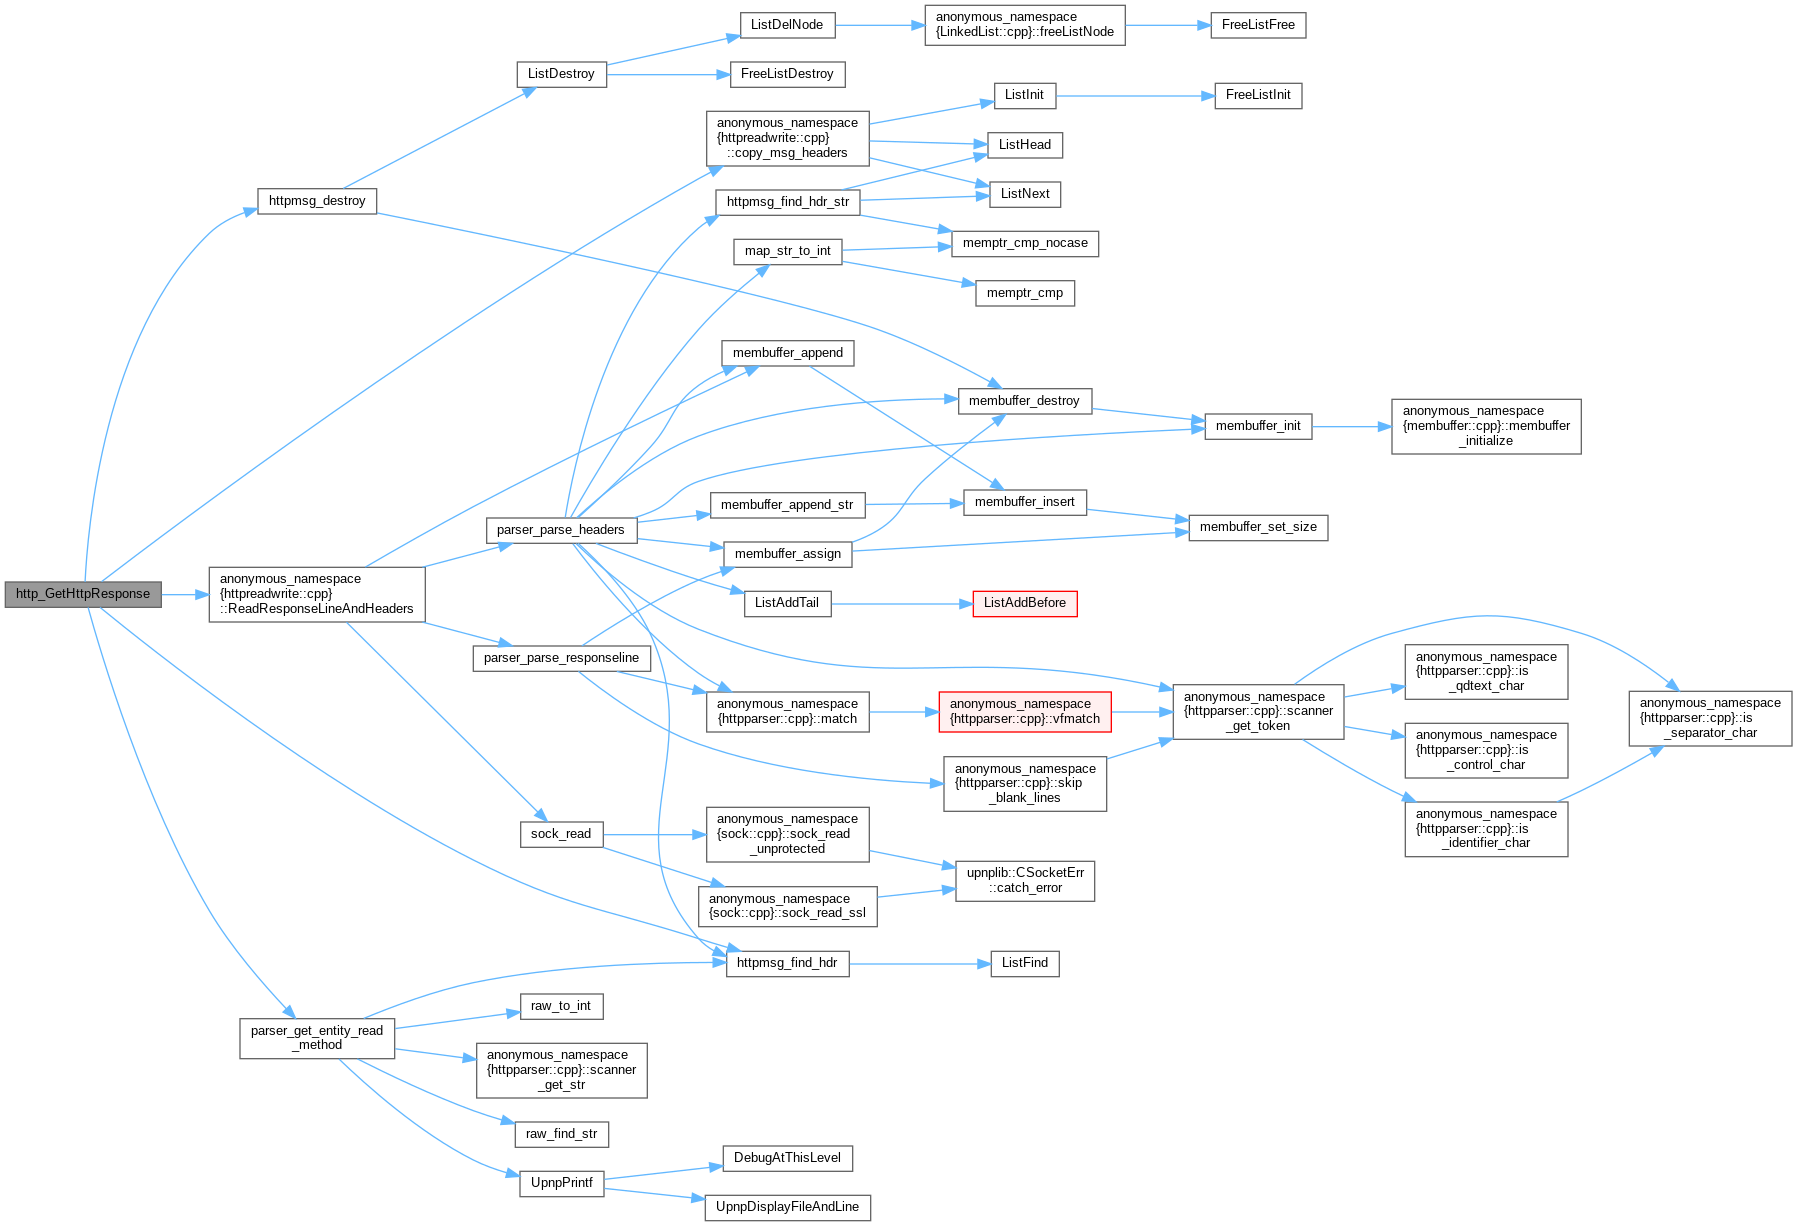 http_GetHttpResponse
httpmsg_destroy
ListDestroy
ListDelNode
anonymous_namespace
{LinkedList::cpp}::freeListNode
FreeListFree
FreeListDestroy
anonymous_namespace
{httpreadwrite::cpp}
::copy_msg_headers
ListInit
FreeListInit
ListHead
ListNext
httpmsg_find_hdr_str
memptr_cmp_nocase
map_str_to_int
memptr_cmp
membuffer_append
membuffer_destroy
membuffer_init
anonymous_namespace
{membuffer::cpp}::membuffer
_initialize
parser_parse_headers
membuffer_append_str
membuffer_insert
membuffer_set_size
membuffer_assign
anonymous_namespace
{httpreadwrite::cpp}
::ReadResponseLineAndHeaders
ListAddTail
ListAddBefore
parser_parse_responseline
anonymous_namespace
{httpparser::cpp}::match
anonymous_namespace
{httpparser::cpp}::vfmatch
anonymous_namespace
{httpparser::cpp}::scanner
_get_token
anonymous_namespace
{httpparser::cpp}::is
_qdtext_char
anonymous_namespace
{httpparser::cpp}::is
_separator_char
anonymous_namespace
{httpparser::cpp}::is
_control_char
anonymous_namespace
{httpparser::cpp}::is
_identifier_char
anonymous_namespace
{httpparser::cpp}::skip
_blank_lines
sock_read
anonymous_namespace
{sock::cpp}::sock_read
_unprotected
upnplib::CSocketErr
::catch_error
anonymous_namespace
{sock::cpp}::sock_read_ssl
httpmsg_find_hdr
ListFind
parser_get_entity_read
_method
raw_to_int
anonymous_namespace
{httpparser::cpp}::scanner
_get_str
raw_find_str
UpnpPrintf
DebugAtThisLevel
UpnpDisplayFileAndLine